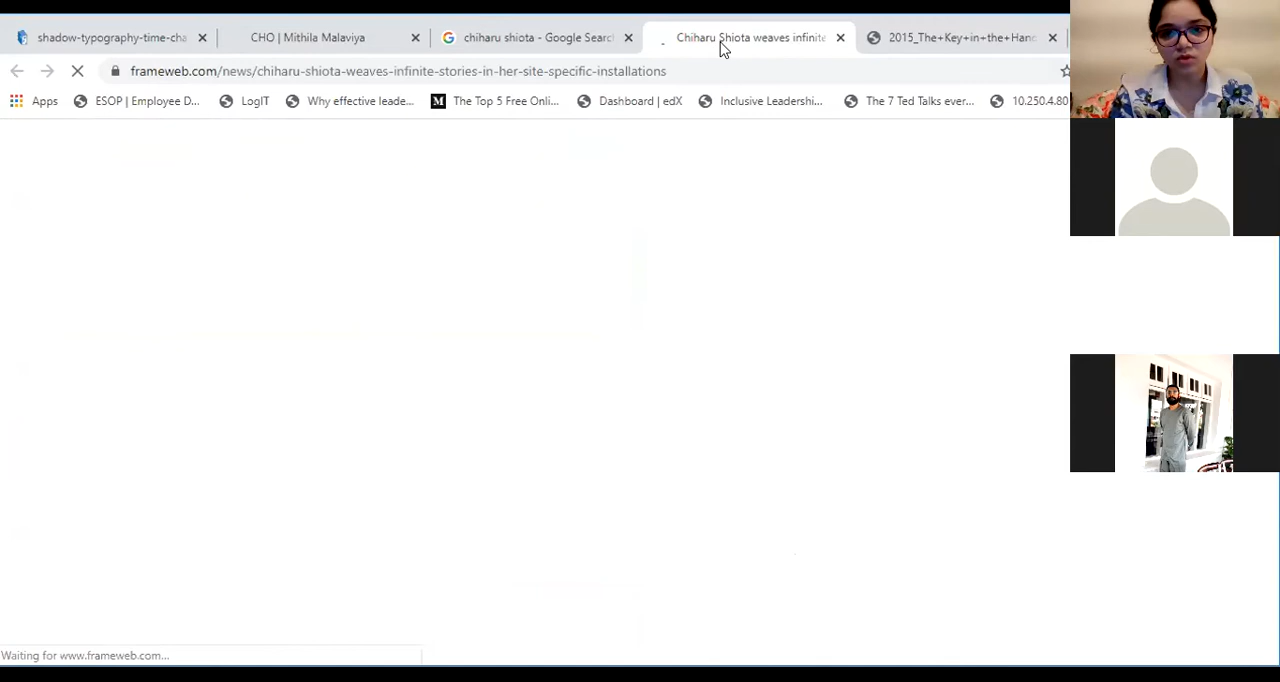 shadow-typography-time-cha
CHO | Mithila Malaviya
chiharu shiota - Google Searc
Chiharu Shiota weaves infinite
2015_The+Key+in+the+Hand
frameweb.com/news/chiharu-shiota-weaves-infinite-stories-in-her-site-specific-installations
Apps
ESOP | Employee D...
LogIT
Why effective leade...
M
The Top 5 Free Onli...
Dashboard | edX
Inclusive Leadershi...
The 7 Ted Talks ever...
10.250.4.80
Waiting for www.frameweb.com...